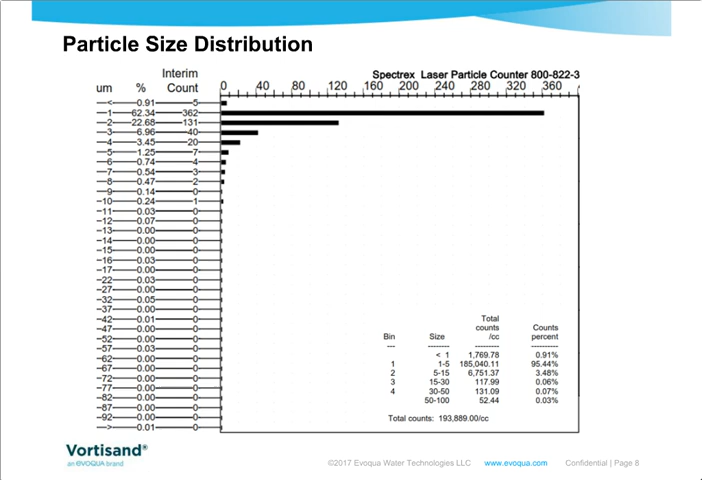 Particle Size Distribution
Spectrex Laser Particle Counter 800-822-3
um % Interim Count 0 40 80 120 160 200 240 280 320 360
< 0.91 5
1 62.34 362
2 22.68 131
3 6.96 40
4 3.45 20
5 1.25 7
6 0.74 4
7 0.54 3
8 0.47 2
9 0.14 0
10 0.24 1
11 0.03 0
12 0.07 0
13 0.00 0
14 0.00 0
15 0.00 0
16 0.03 0
17 0.00 0
22 0.03 0
27 0.00 0
32 0.05 0
37 0.00 0
42 0.01 0
47 0.00 0
52 0.00 0
57 0.03 0
62 0.00 0
67 0.00 0
72 0.00 0
77 0.00 0
82 0.00 0
87 0.00 0
92 0.00 0
> 0.01 0
Bin Size Total counts /cc Counts percent
< 1 1,769.78 0.91%
1 1-5 185,040.11 95.44%
2 5-15 6,751.37 3.48%
3 15-30 117.99 0.06%
4 30-50 131.09 0.07%
50-100 52.44 0.03%
Total counts: 193,889.00/cc
Vortisand®
an evoqua brand
©2017 Evoqua Water Technologies LLC www.evoqua.com Confidential | Page 8